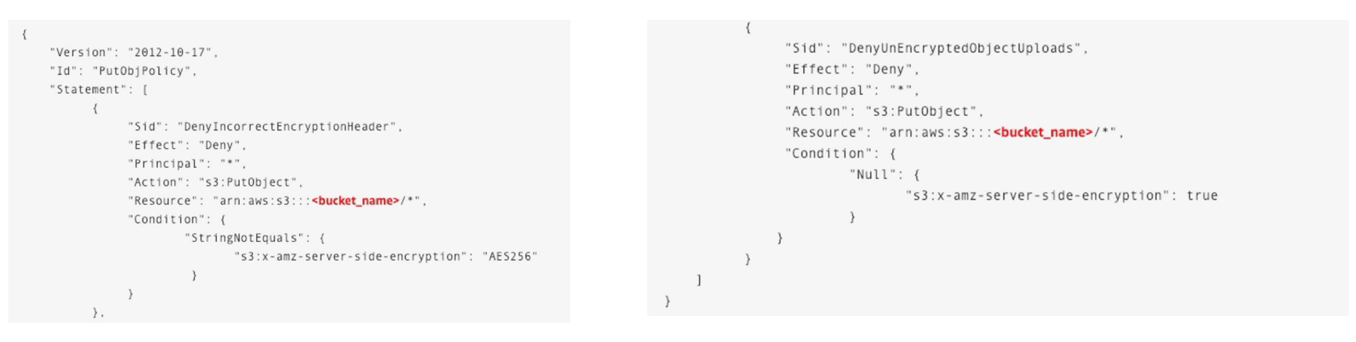 {
"Version": "2012-10-17",
"Id": "PutObjPolicy",
"Statement": [
{
"Sid": "DenyIncorrectEncryptionHeader",
"Effect": "Deny",
"Principal": "*",
"Action": "s3:PutObject",
"Resource": "arn:aws:s3:::<bucket_name>/*",
"Condition": {
"StringNotEquals": {
"s3:x-amz-server-side-encryption": "AES256"
}
}
},
{
"Sid": "DenyUnEncryptedObjectUploads",
"Effect": "Deny",
"Principal": "*",
"Action": "s3:PutObject",
"Resource": "arn:aws:s3:::<bucket_name>/*",
"Condition": {
"Null": {
"s3:x-amz-server-side-encryption": true
}
}
}
]
}